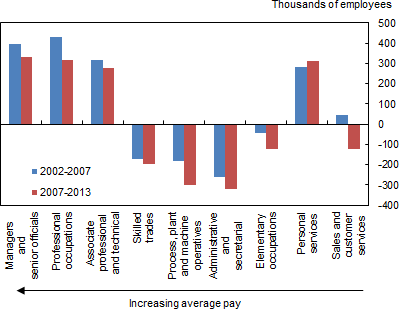 Thousands of employees
500
400
300
200
100
0
-100
-200
-300
-400
2002-2007
2007-2013
Managers
and
senior officials
Professional
occupations
Associate
professional
and technical
Skilled
trades
Process, plant
and machine
operatives
Administrative
and
secretarial
Elementary
occupations
Personal
services
Sales and
customer
services
Increasing average pay